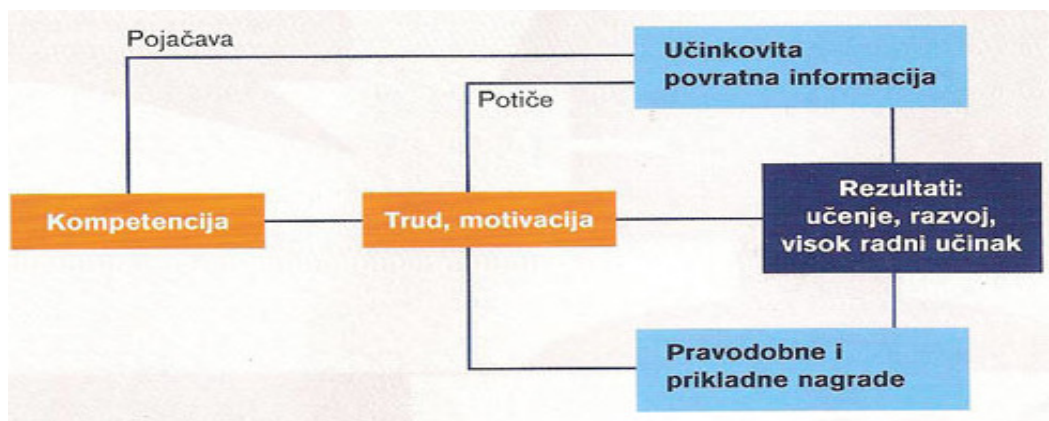 Pojačava
Učinkovita
povratna informacija
Potiče
Kompetencija
Trud, motivacija
Rezultati:
učenje, razvoj,
visok radni učinak
Pravodobne i
prikladne nagrade